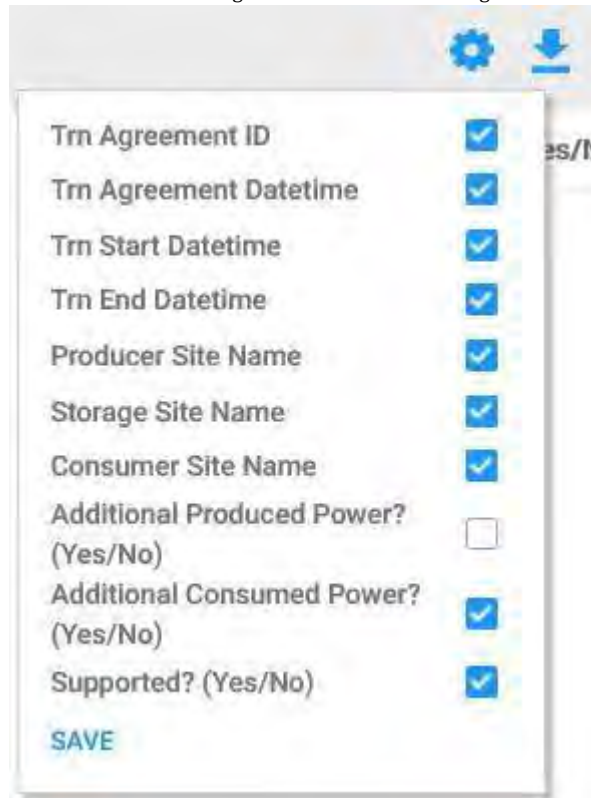 es/N
Trn Agreement ID
Trn Agreement Datetime
Trn Start Datetime
Trn End Datetime
Producer Site Name
Storage Site Name
Consumer Site Name
Additional Produced Power?
(Yes/No)
Additional Consumed Power?
(Yes/No)
Supported? (Yes/No)
SAVE